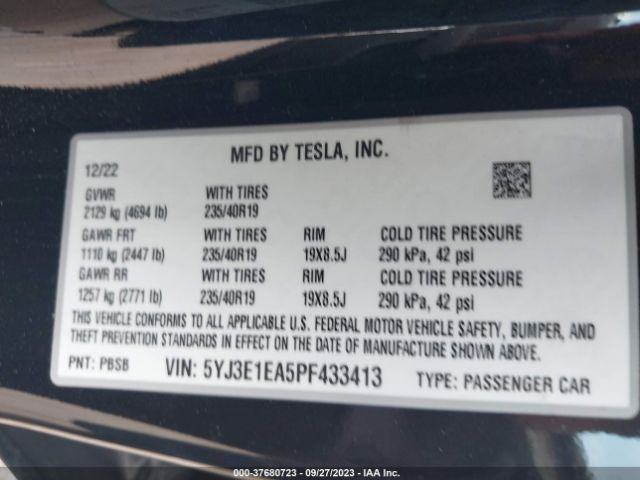 MFD BY TESLA, INC.
12/22
GVWR WITH TIRES
2129 kg (4694 lb) 235/40R19
GAWR FRT WITH TIRES RIM COLD TIRE PRESSURE
1110 kg (2447 lb) 235/40R19 19X8.5J 290 kPa, 42 psi
GAWR RR WITH TIRES RIM COLD TIRE PRESSURE
1257 kg (2771 lb) 235/40R19 19X8.5J 290 kPa, 42 psi
THIS VEHICLE CONFORMS TO ALL APPLICABLE U.S. FEDERAL MOTOR VEHICLE SAFETY, BUMPER, AND
THEFT PREVENTION STANDARDS IN EFFECT ON THE DATE OF MANUFACTURE SHOWN ABOVE.
PNT: PBSB VIN: 5YJ3E1EA5PF433413 TYPE: PASSENGER CAR
000-37680723 - 09/27/2023 - IAA Inc.